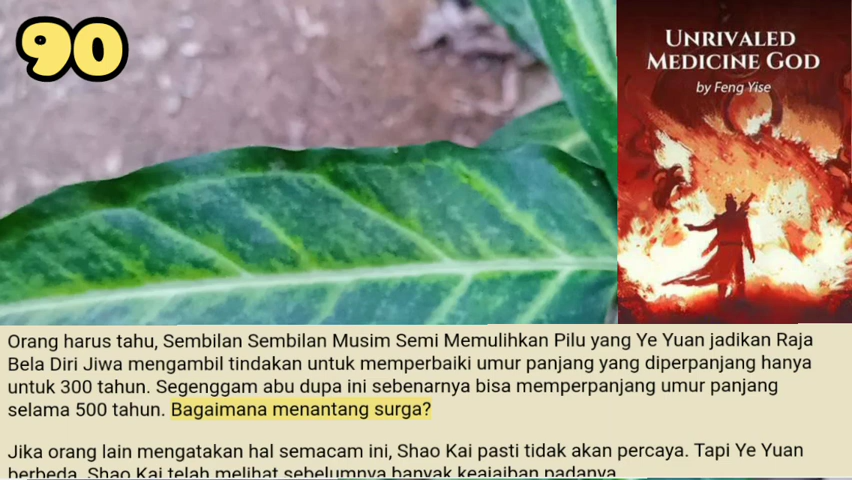 90
UNRIVALED
MEDICINE GOD
by Feng Yise
Orang harus tahu, Sembilan Sembilan Musim Semi Memulihkan Pilu yang Ye Yuan jadikan Raja
Bela Diri Jiwa mengambil tindakan untuk memperbaiki umur panjang yang diperpanjang hanya
untuk 300 tahun. Segenggam abu dupa ini sebenarnya bisa memperpanjang umur panjang
selama 500 tahun. Bagaimana menantang surga?
Jika orang lain mengatakan hal semacam ini, Shao Kai pasti tidak akan percaya. Tapi Ye Yuan
berbeda. Shao Kai telah melihat sebelumnya banyak keajaiban padanya.